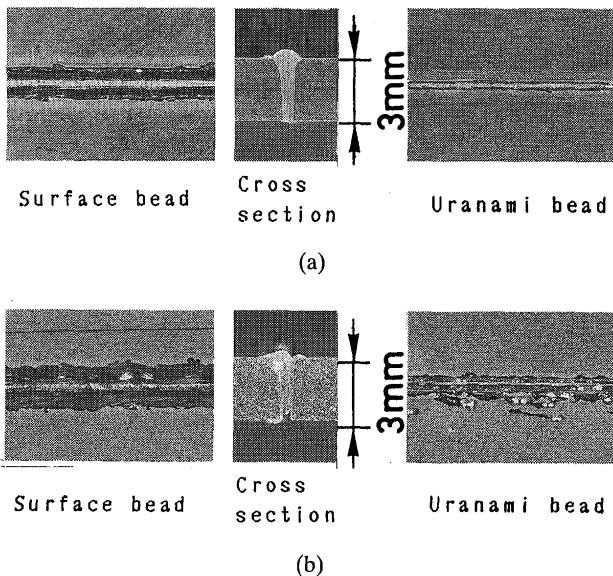 3mm
Surface bead
Cross
section
Uranami bead
(a)
3mm
Surface bead
Cross
section
Uranami bead
(b)